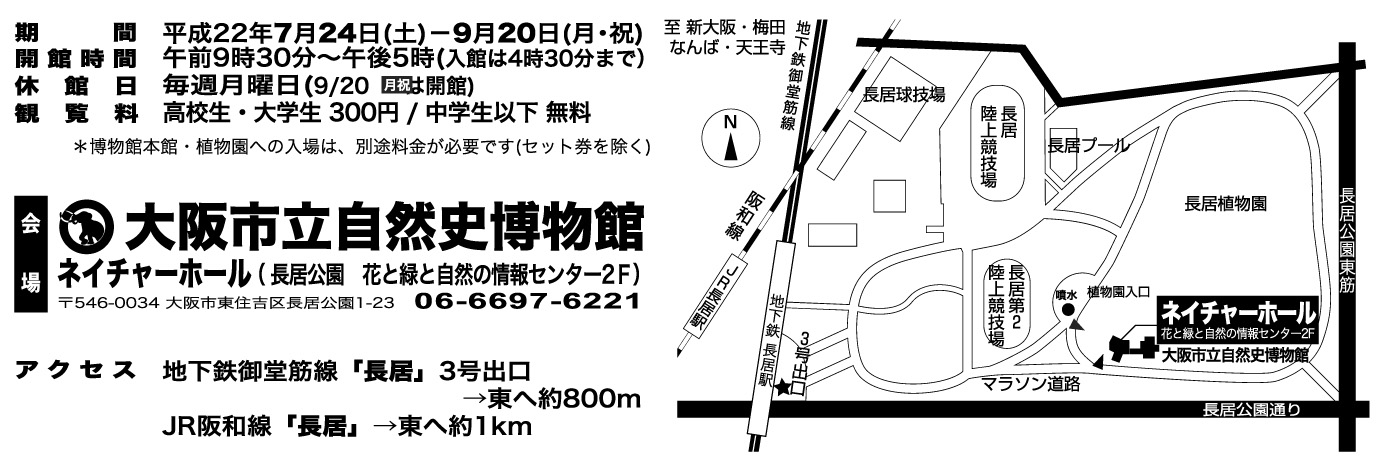 期間 平成22年7月24日(土)－9月20日(月・祝)
開館時間 午前9時30分〜午後5時(入館は4時30分まで)
休館日 毎週月曜日(9/20 月祝は開館)
観覧料 高校生・大学生 300円 / 中学生以下 無料
＊博物館本館・植物園への入場は、別途料金が必要です(セット券を除く)
会場
大阪市立自然史博物館
ネイチャーホール(長居公園 花と緑と自然の情報センター2F)
〒546-0034 大阪市東住吉区長居公園1-23 06-6697-6221
アクセス 地下鉄御堂筋線「長居」3号出口
→東へ約800m
JR阪和線「長居」→東へ約1km
至 新大阪・梅田
なんば・天王寺
地下鉄御堂筋線
N
阪和線
JR長居駅
地下鉄 長居駅
3号出口
長居球技場
長居
陸上競技場
長居プール
長居植物園
長居公園東筋
長居第2
陸上競技場
噴水
植物園入口
ネイチャーホール
花と緑と自然の情報センター2F
大阪市立自然史博物館
マラソン道路
長居公園通り